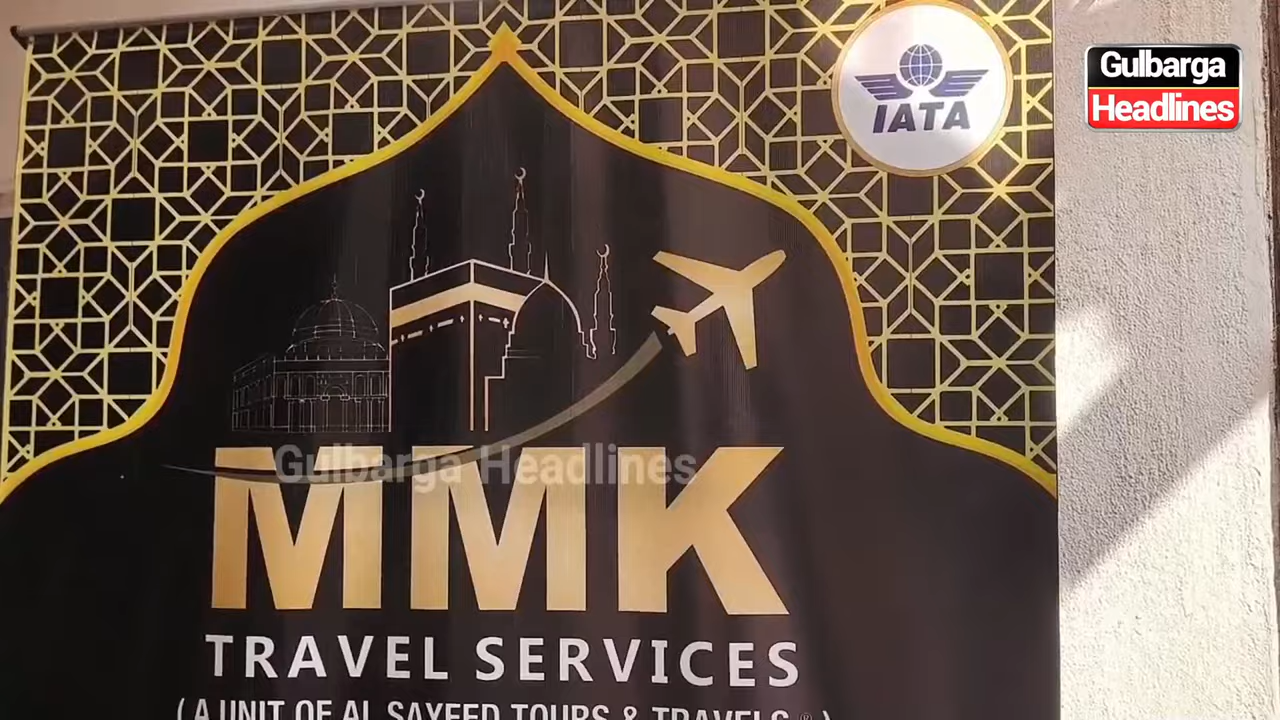 IATA
Gulbarga
Headlines
Gulbarga Headlines
MMK
TRAVEL SERVICES
( A UNIT OF AL SAYEED TOURS & TRAVELS ® )